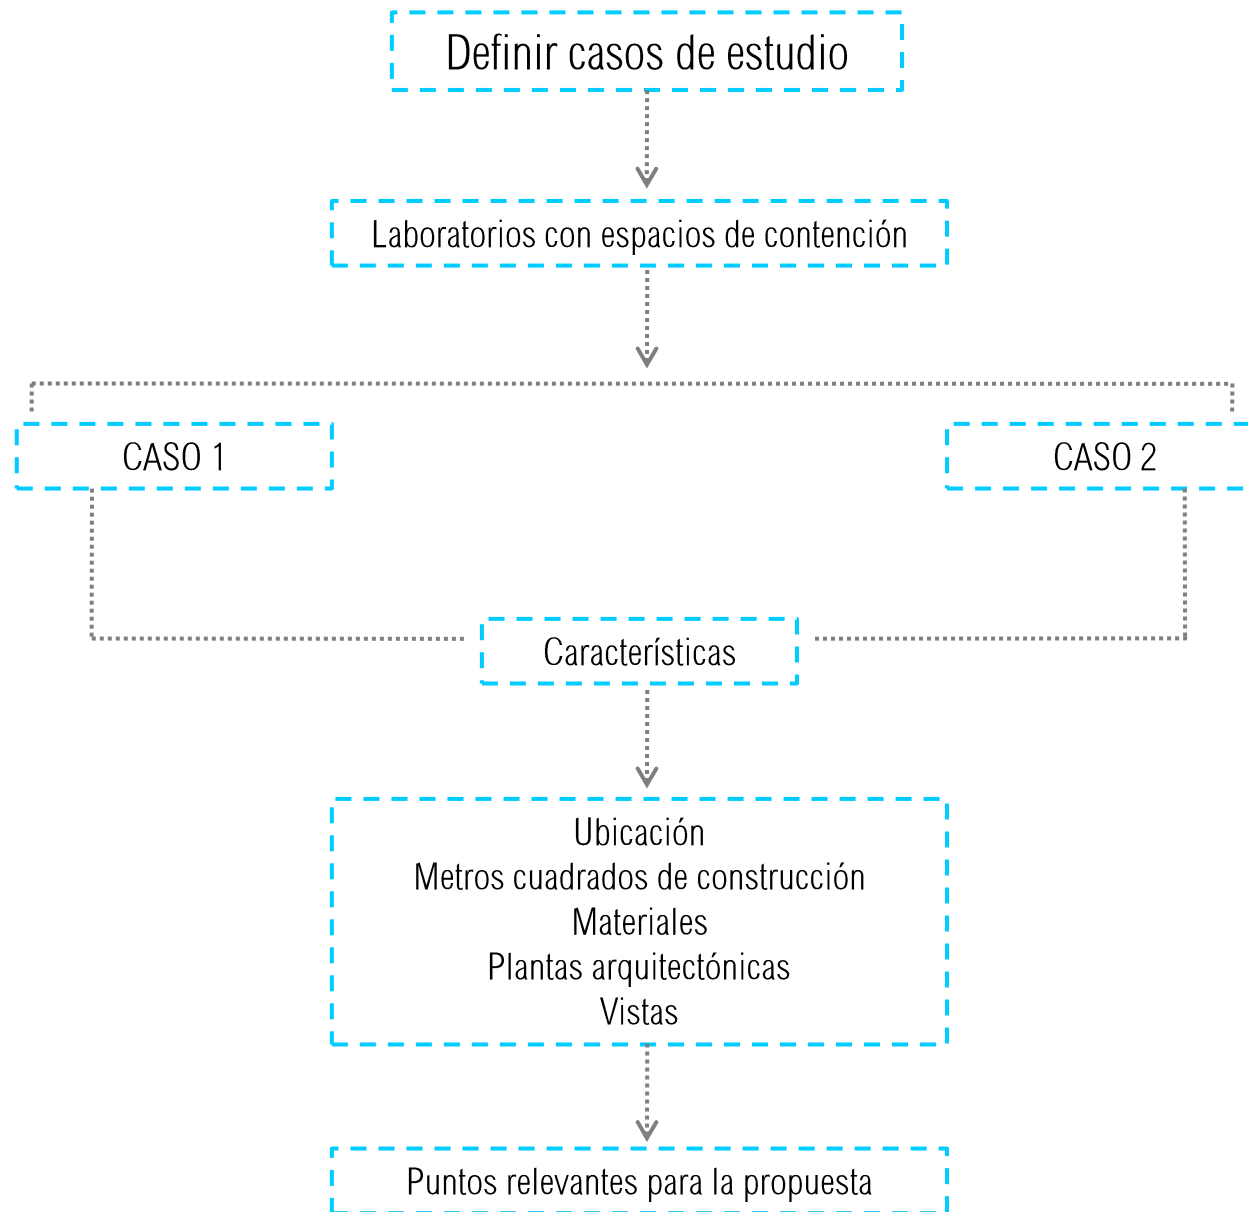 Definir casos de estudio
Laboratorios con espacios de contención
CASO 1
CASO 2
Características
Ubicación
Metros cuadrados de construcción
Materiales
Plantas arquitectónicas
Vistas
Puntos relevantes para la propuesta